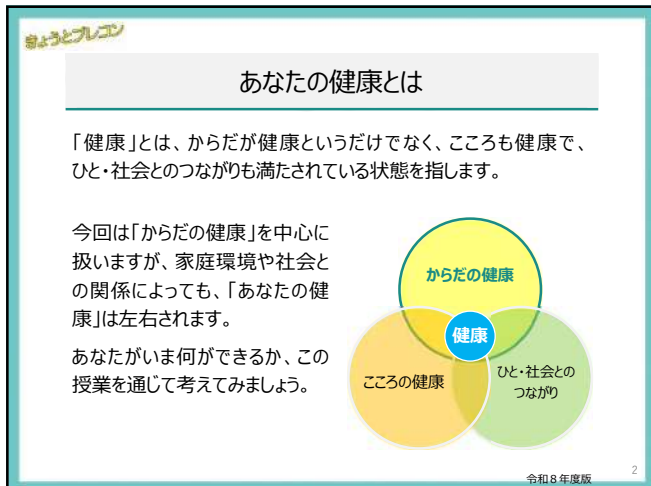 きょうとプレコン
あなたの健康とは
「健康」とは、からだが健康というだけでなく、こころも健康で、
ひと・社会とのつながりも満たされている状態を指します。
今回は「からだの健康」を中心に
扱いますが、家庭環境や社会と
の関係によっても、「あなたの健
康」は左右されます。
あなたがいま何ができるか、この
授業を通じて考えてみましょう。
からだの健康
健康
こころの健康
ひと・社会との
つながり
令和8年度版
2